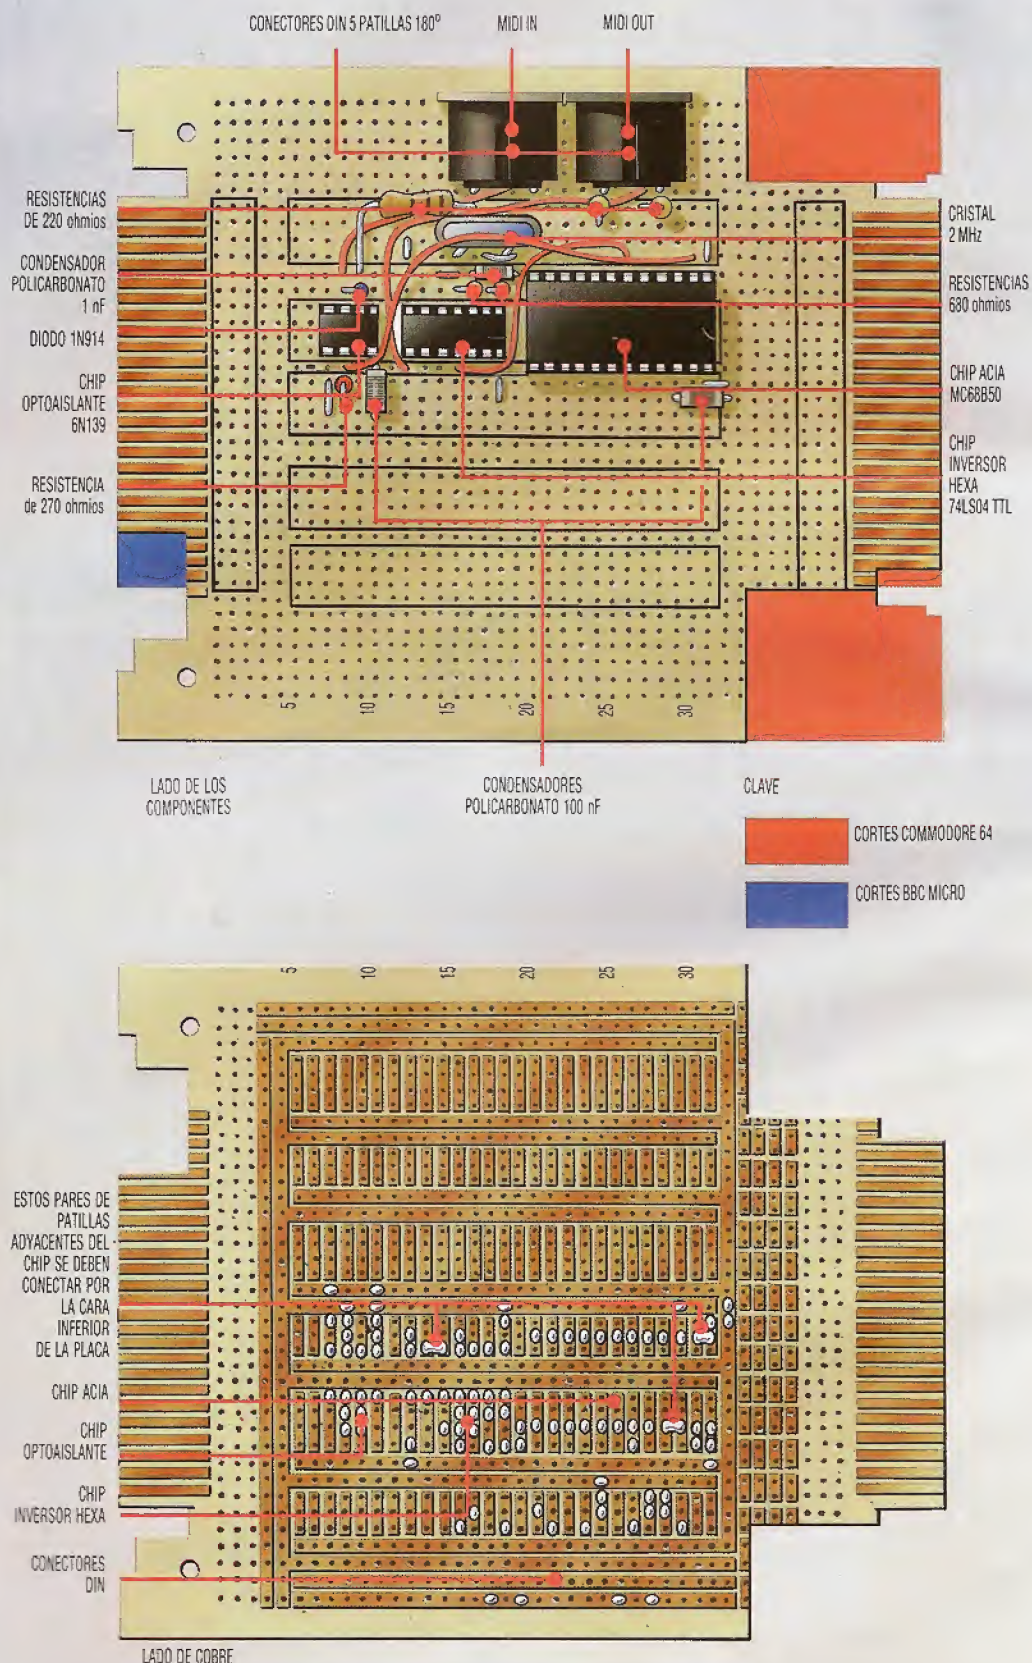 CONECTORES DIN 5 PATILLAS 180º
MIDI IN
MIDI OUT
RESISTENCIAS
DE 220 ohmios
CONDENSADOR
POLICARBONATO
1 nF
DIODO 1N914
CHIP
OPTOAISLANTE
6N139
RESISTENCIA
de 270 ohmios
CRISTAL
2 MHz
RESISTENCIAS
680 ohmios
CHIP ACIA
MC68B50
CHIP
INVERSOR
HEXA
74LS04 TTL
5 10 15 20 25 30
LADO DE LOS
COMPONENTES
CONDENSADORES
POLICARBONATO 100 nF
CLAVE
CORTES COMMODORE 64
CORTES BBC MICRO
5 10 15 20 25 30
ESTOS PARES DE
PATILLAS
ADYACENTES DEL
CHIP SE DEBEN
CONECTAR POR
LA CARA
INFERIOR
DE LA PLACA
CHIP ACIA
CHIP
OPTOAISLANTE
CHIP
INVERSOR HEXA
CONECTORES
DIN
LADO DE COBRE